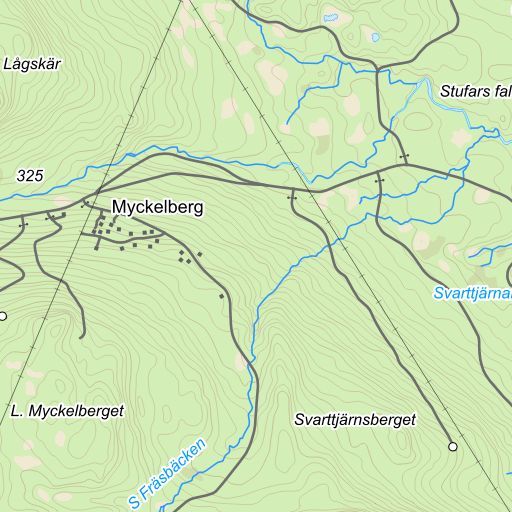 Lågskär
Stufars fal
325
Myckelberg
Svarttjärna
L. Myckelberget
Svarttjärnsberget
S Fräsbäcken